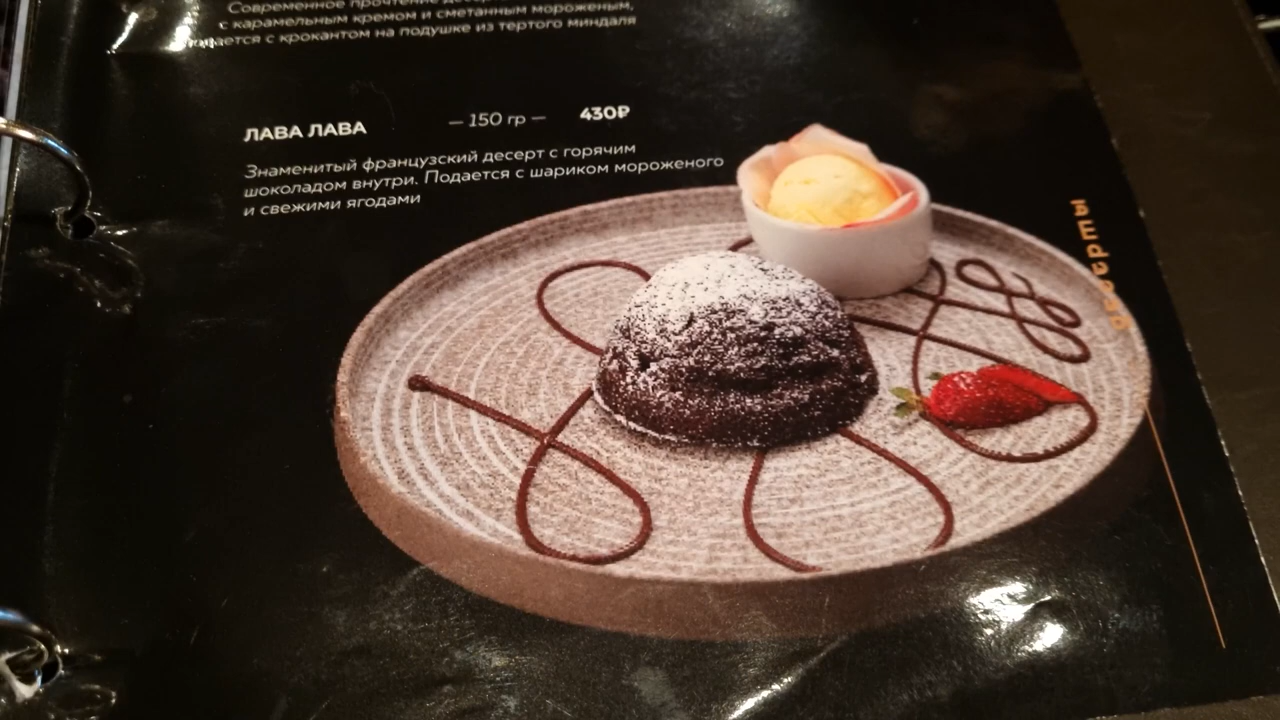 Современное прочтение
с карамельным кремом и сметанным мороженым,
подается с крокантом на подушке из тертого миндаля
ЛАВА ЛАВА — 150 гр — 430₽
Знаменитый французский десерт с горячим
шоколадом внутри. Подается с шариком мороженого
и свежими ягодами
десерты